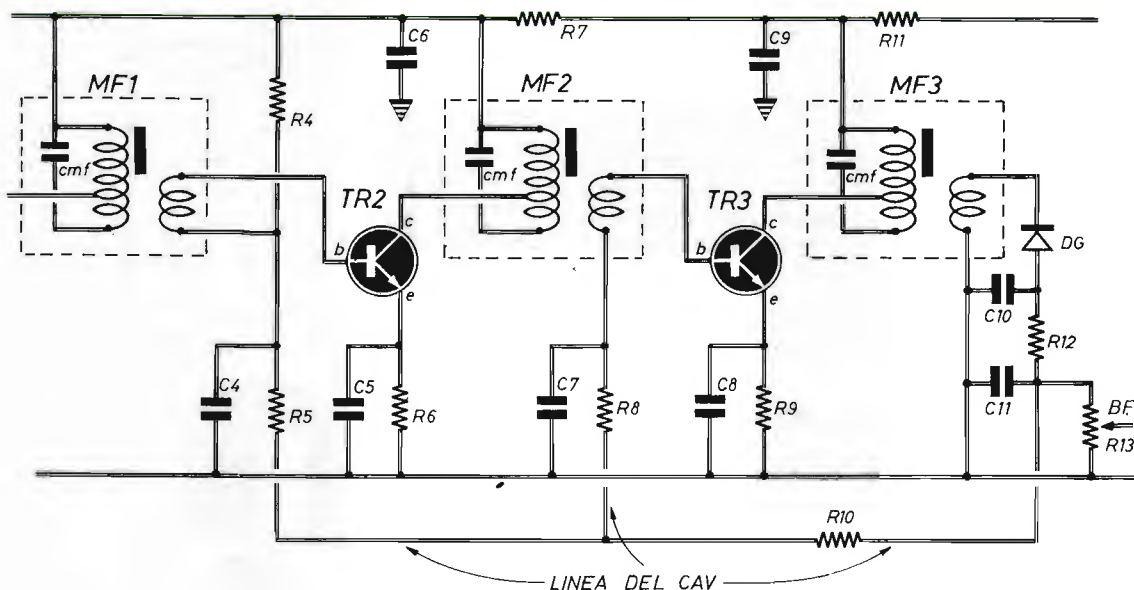 C6
R7
C9
R11
MF1
MF2
MF3
R4
cmf
cmf
cmf
TR2
c
b
e
TR3
c
b
e
DG
C10
R12
C11
BF
R13
C4
R5
C5
R6
C7
R8
C8
R9
R10
LINEA DEL CAV